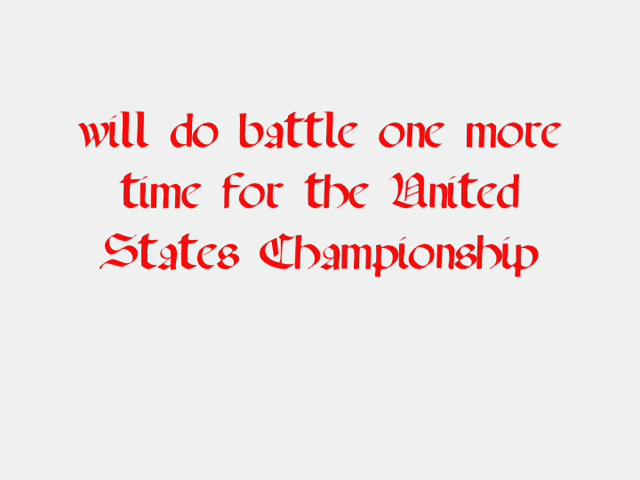 will do battle one more
time for the United
States Championship